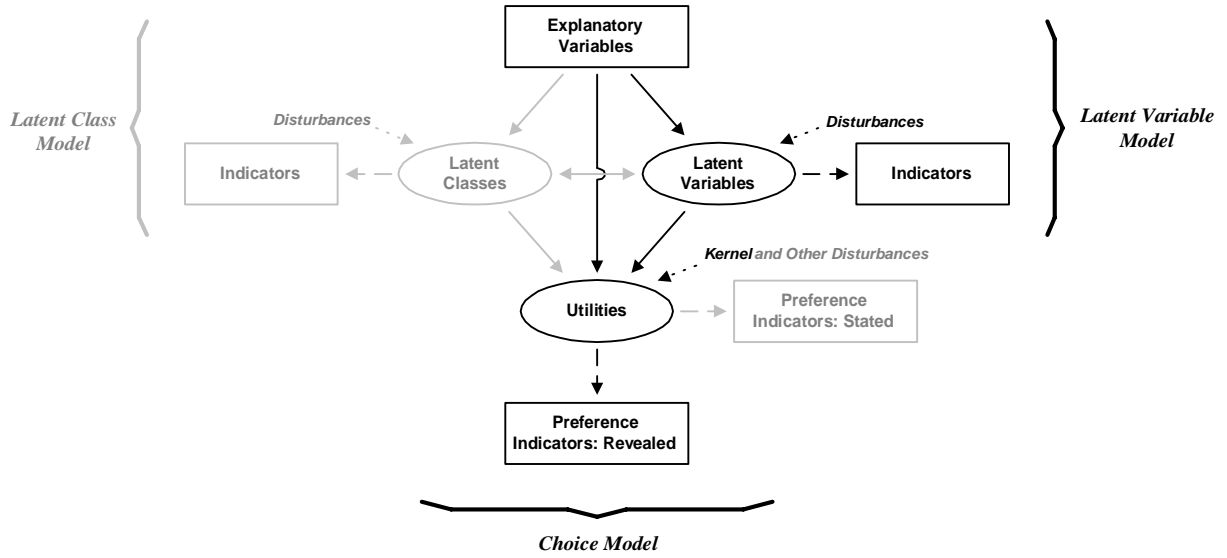 Explanatory
Variables
Latent Class
Model
Disturbances
Disturbances
Latent Variable
Model
Indicators
Latent
Classes
Latent
Variables
Indicators
Kernel and Other Disturbances
Utilities
Preference
Indicators: Stated
Preference
Indicators: Revealed
Choice Model